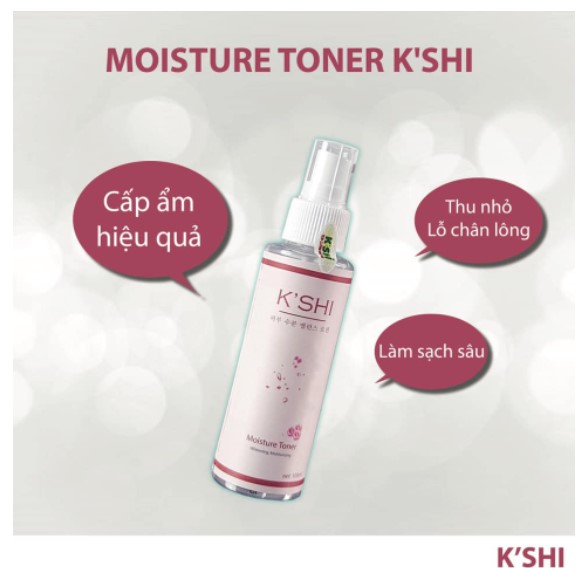 MOISTURE TONER K'SHI
Cấp ẩm
hiệu quả
Thu nhỏ
Lỗ chân lông
Làm sạch sâu
K'SHI
K'SHI
Moisture Toner
K'SHI